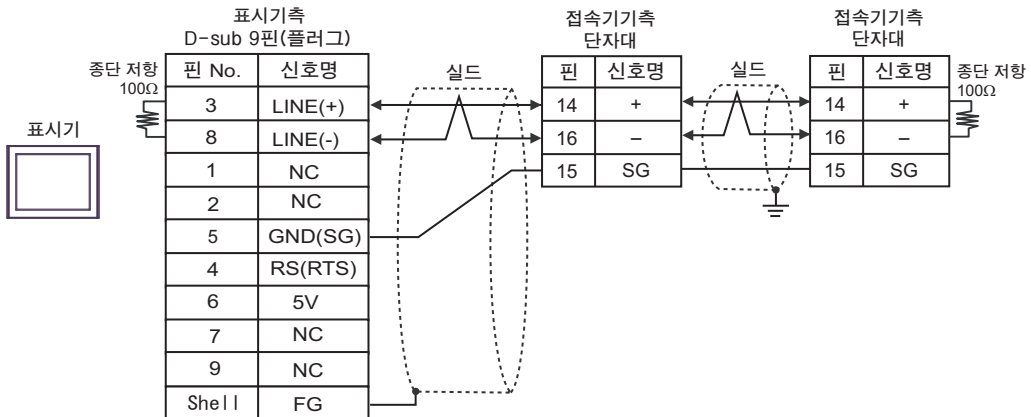 표시기
표시기측
D-sub 9핀(플러그)
종단 저항
100Ω
핀 No. 신호명
3 LINE(+)
8 LINE(-)
1 NC
2 NC
5 GND(SG)
4 RS(RTS)
6 5V
7 NC
9 NC
Shell FG
실드
접속기기측
단자대
핀 신호명
14 +
16 –
15 SG
실드
접속기기측
단자대
핀 신호명
14 +
16 –
15 SG
종단 저항
100Ω